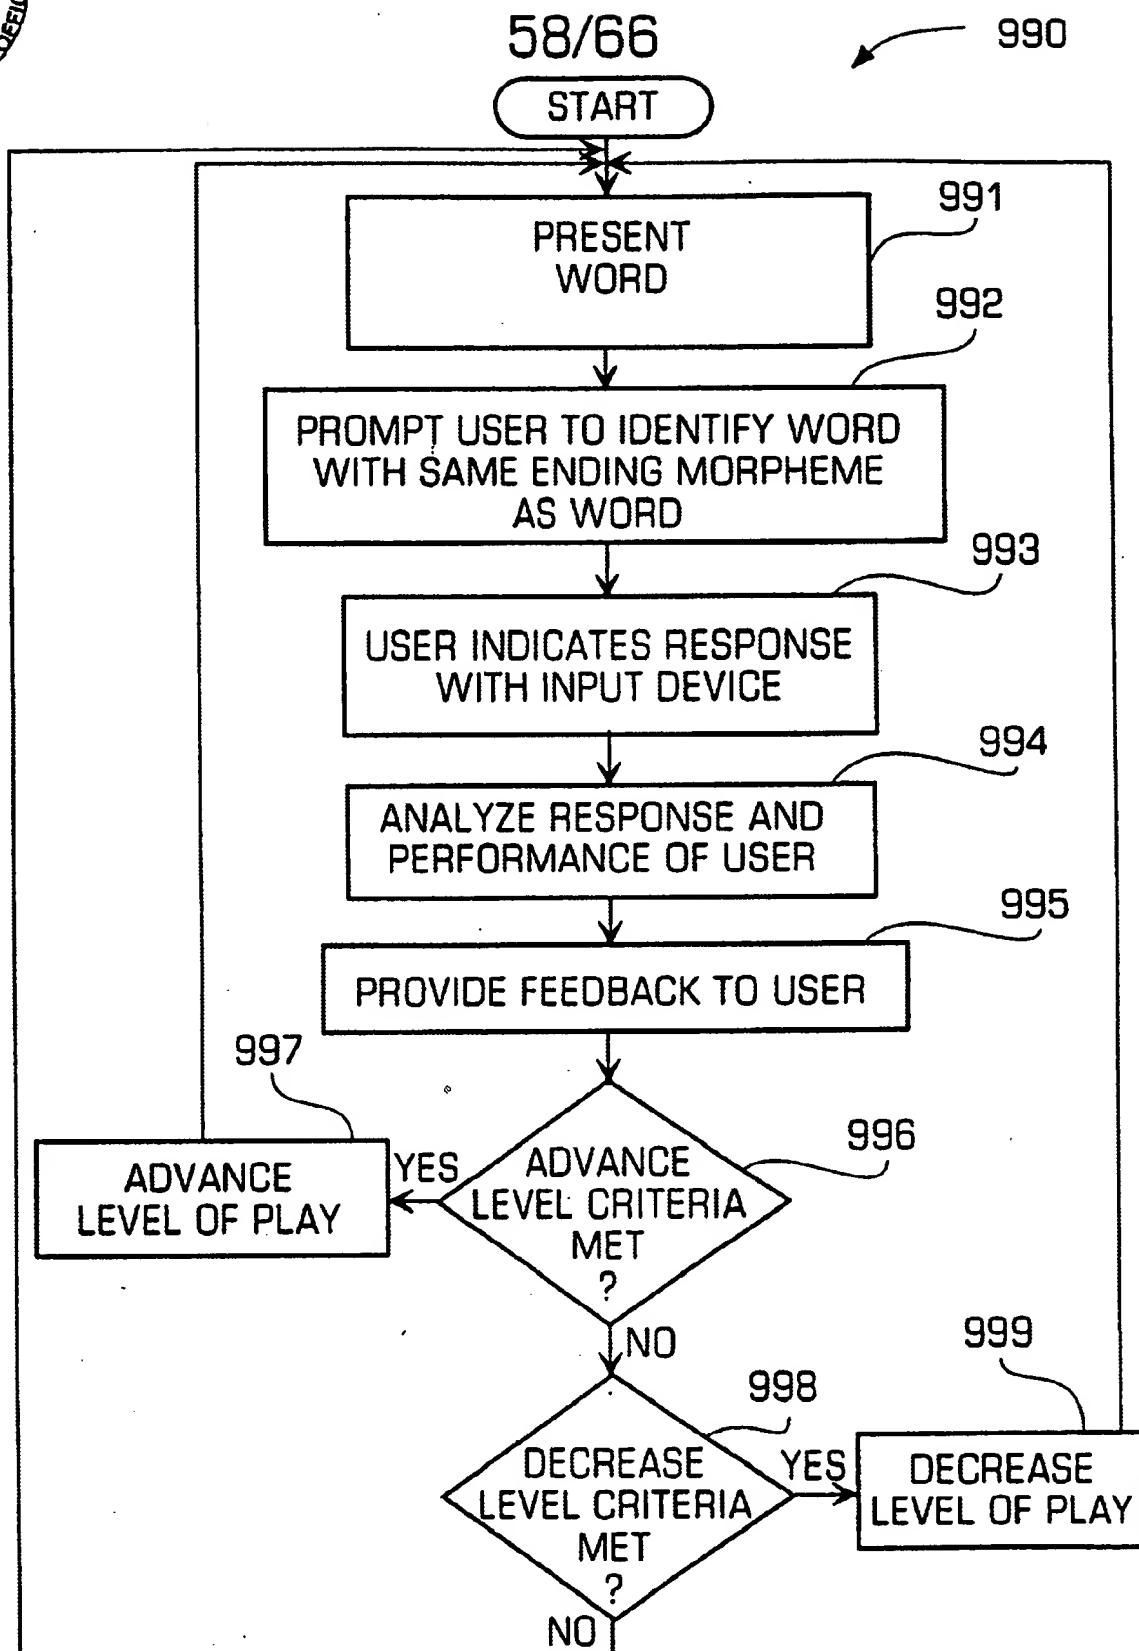 58/66
990
START
PRESENT
WORD
991
992
PROMPT USER TO IDENTIFY WORD
WITH SAME ENDING MORPHEME
AS WORD
993
USER INDICATES RESPONSE
WITH INPUT DEVICE
994
ANALYZE RESPONSE AND
PERFORMANCE OF USER
995
PROVIDE FEEDBACK TO USER
997
996
ADVANCE
LEVEL OF PLAY
YES
ADVANCE
LEVEL CRITERIA
MET
?
NO
999
998
DECREASE
LEVEL CRITERIA
MET
?
YES
DECREASE
LEVEL OF PLAY
NO